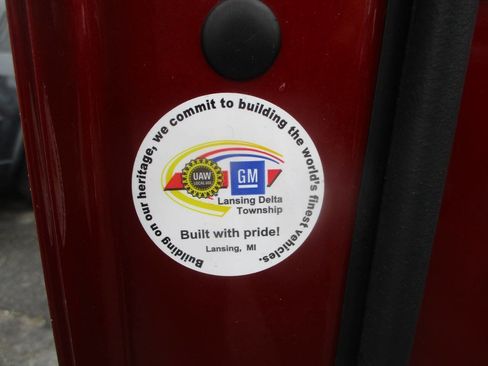 Building on our heritage, we commit to building the world's finest vehicles.
UAW
GM
Lansing Delta
Township
Built with pride!
Lansing, MI